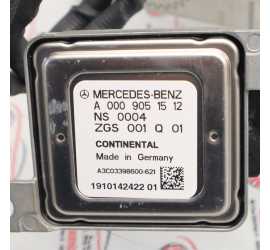 MERCEDES-BENZ
A 000 905 15 12
NS 0004
ZGS 001 Q 01
CONTINENTAL
Made in Germany
A3C03398600-621
1910142422 01